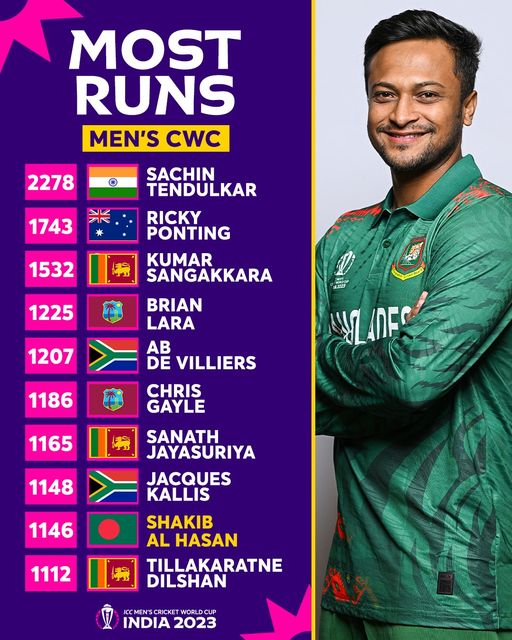 MOST
RUNS
MEN'S CWC
2278
SACHIN
TENDULKAR
1743
RICKY
PONTING
1532
KUMAR
SANGAKKARA
1225
BRIAN
LARA
1207
AB
DE VILLIERS
1186
CHRIS
GAYLE
1165
SANATH
JAYASURIYA
1148
JACQUES
KALLIS
1146
SHAKIB
AL HASAN
1112
TILLAKARATNE
DILSHAN
ICC MEN'S CRICKET WORLD CUP
INDIA 2023